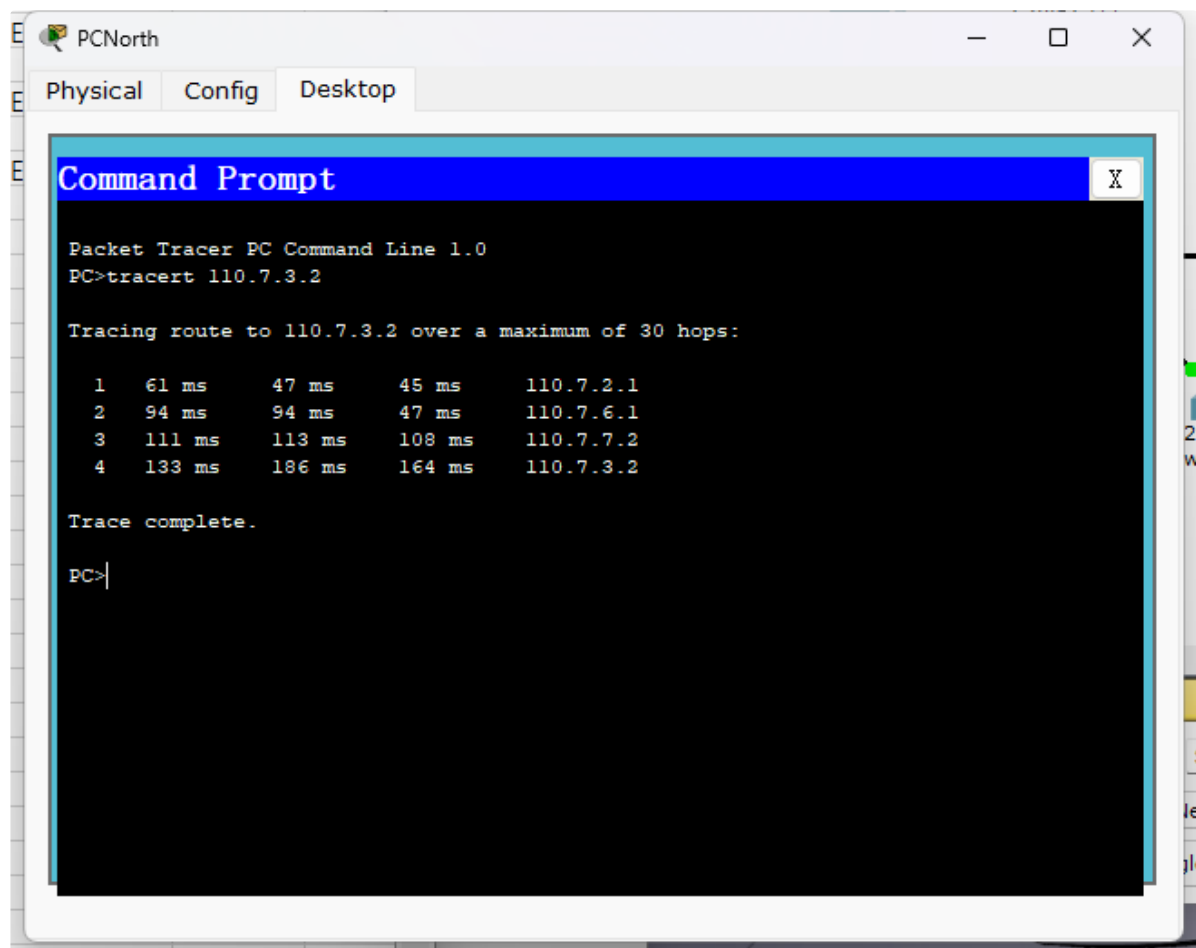 PCNorth
Physical Config Desktop
Command Prompt X
Packet Tracer PC Command Line 1.0
PC>tracert 110.7.3.2
Tracing route to 110.7.3.2 over a maximum of 30 hops:
1 61 ms 47 ms 45 ms 110.7.2.1
2 94 ms 94 ms 47 ms 110.7.6.1
3 111 ms 113 ms 108 ms 110.7.7.2
4 133 ms 186 ms 164 ms 110.7.3.2
Trace complete.
PC>